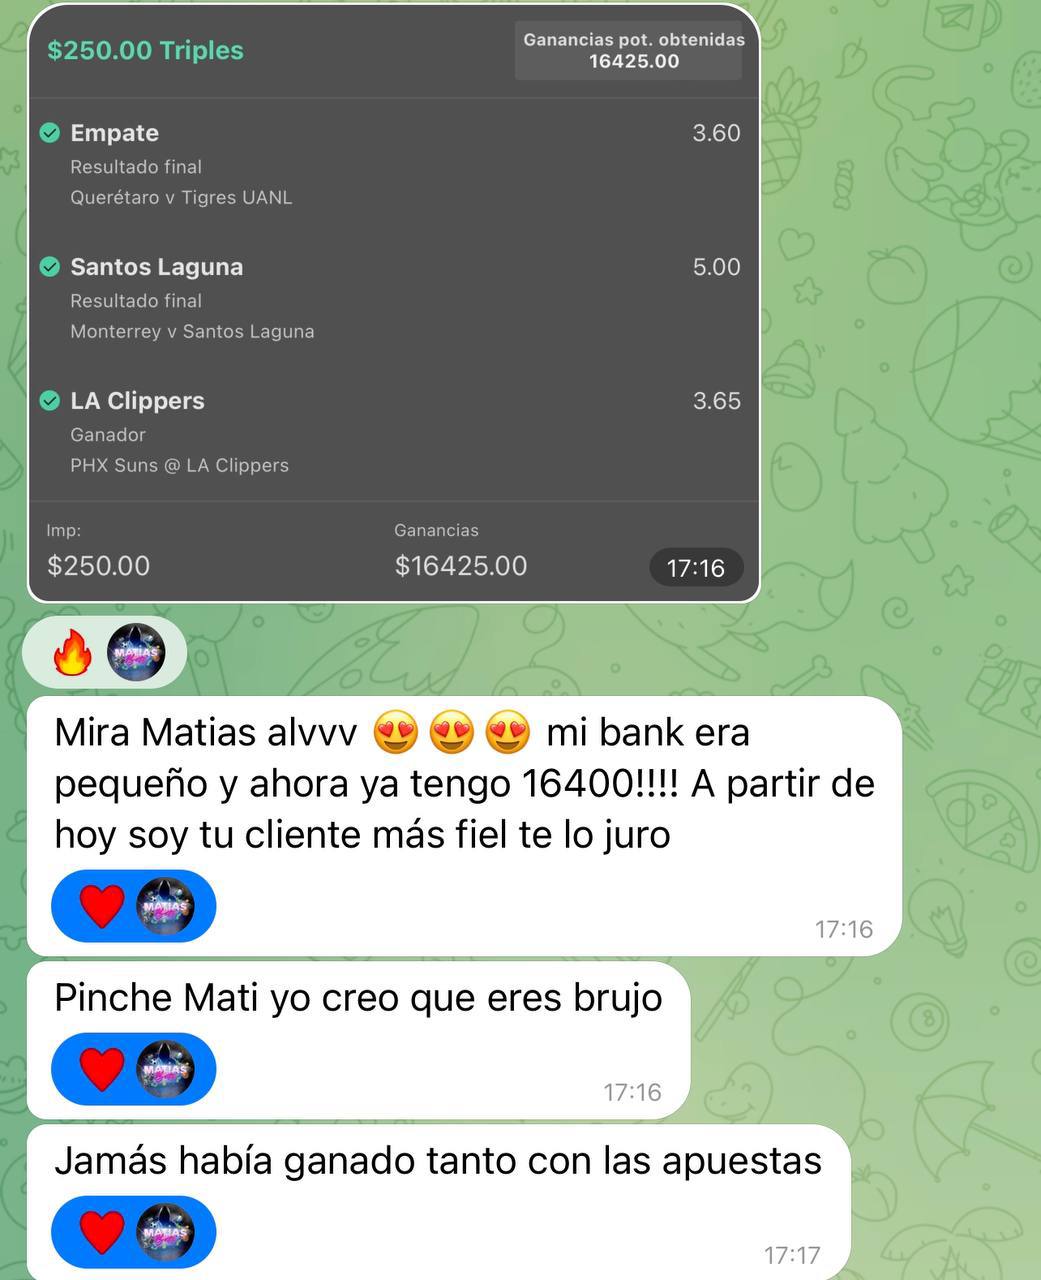 $250.00 Triples
Ganancias pot. obtenidas
16425.00
Empate 3.60
Resultado final
Querétaro v Tigres UANL
Santos Laguna 5.00
Resultado final
Monterrey v Santos Laguna
LA Clippers 3.65
Ganador
PHX Suns @ LA Clippers
Imp: Ganancias
$250.00 $16425.00 17:16
🔥 MATIAS
Mira Matias alvvv 😍😍😍 mi bank era
pequeño y ahora ya tengo 16400!!!! A partir de
hoy soy tu cliente más fiel te lo juro
❤️ MATIAS
17:16
Pinche Mati yo creo que eres brujo
❤️ MATIAS
17:16
Jamás había ganado tanto con las apuestas
❤️ MATIAS
17:17